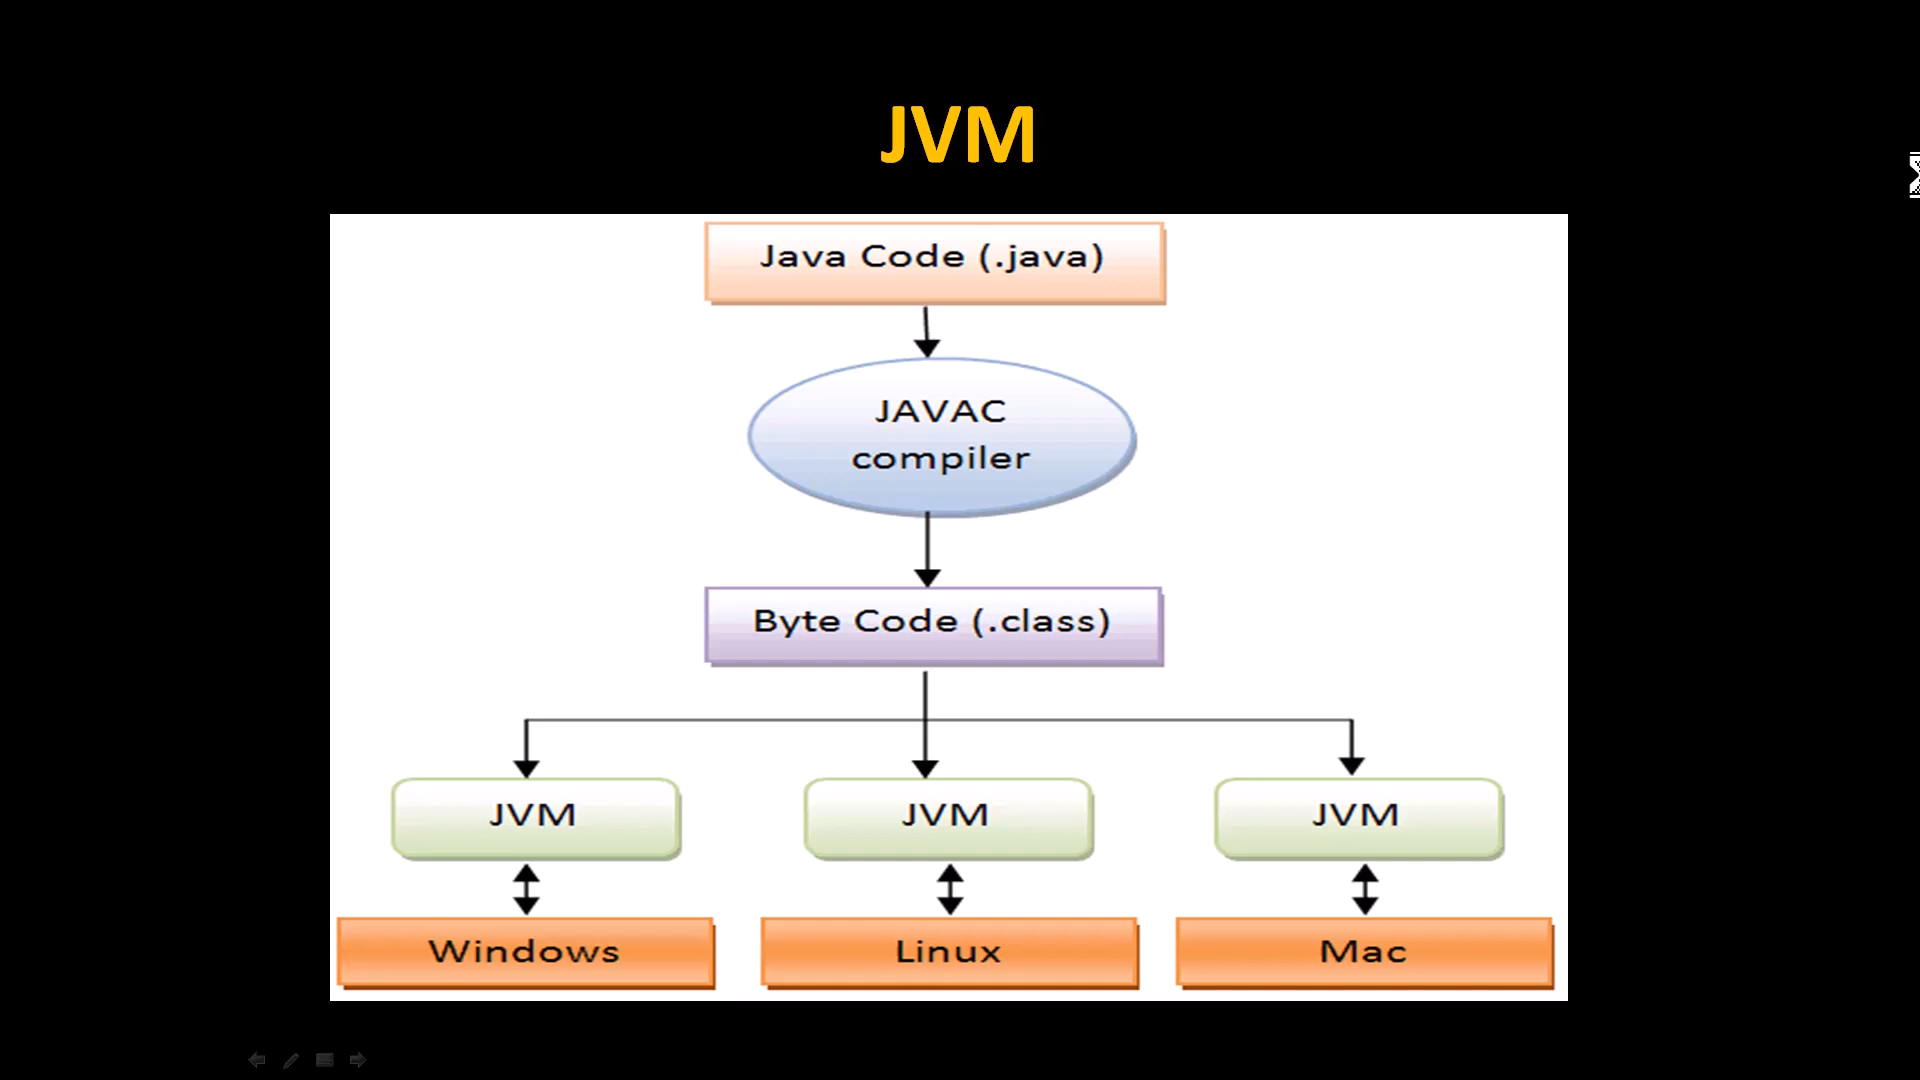 JVM
Java Code (.java)
JAVAC
compiler
Byte Code (.class)
JVM
JVM
JVM
Windows
Linux
Mac